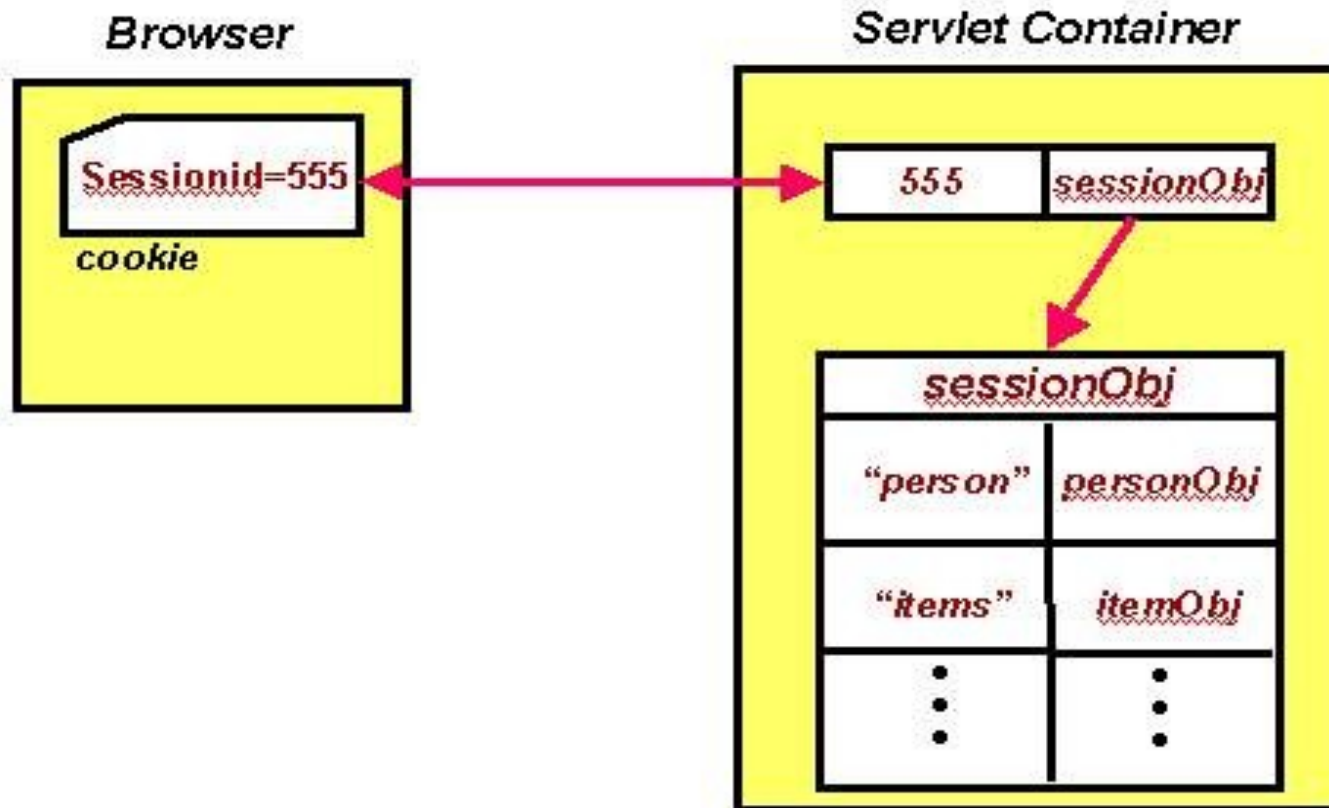 Browser
Servlet Container
Sessionid=555
cookie
555 sessionObj
sessionObj
“person” personObj
“items” itemObj